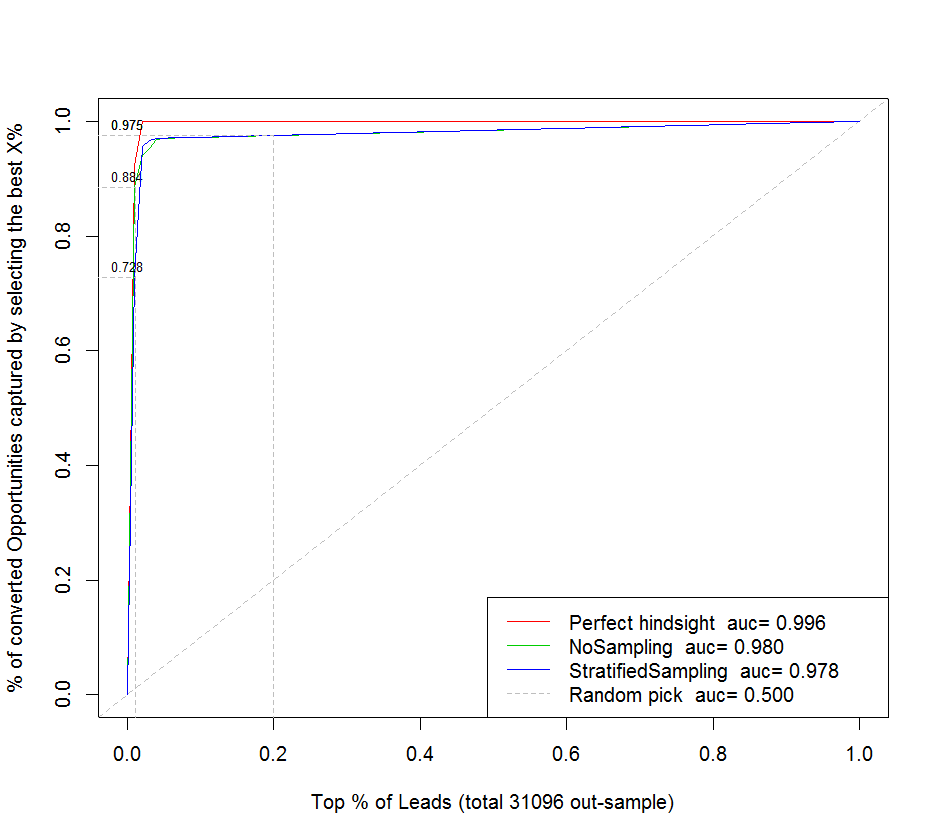 % of converted Opportunities captured by selecting the best X%
1.0
0.8
0.6
0.4
0.2
0.0
0.975
0.884
0.728
Perfect hindsight auc= 0.996
NoSampling auc= 0.980
StratifiedSampling auc= 0.978
Random pick auc= 0.500
0.0 0.2 0.4 0.6 0.8 1.0
Top % of Leads (total 31096 out-sample)